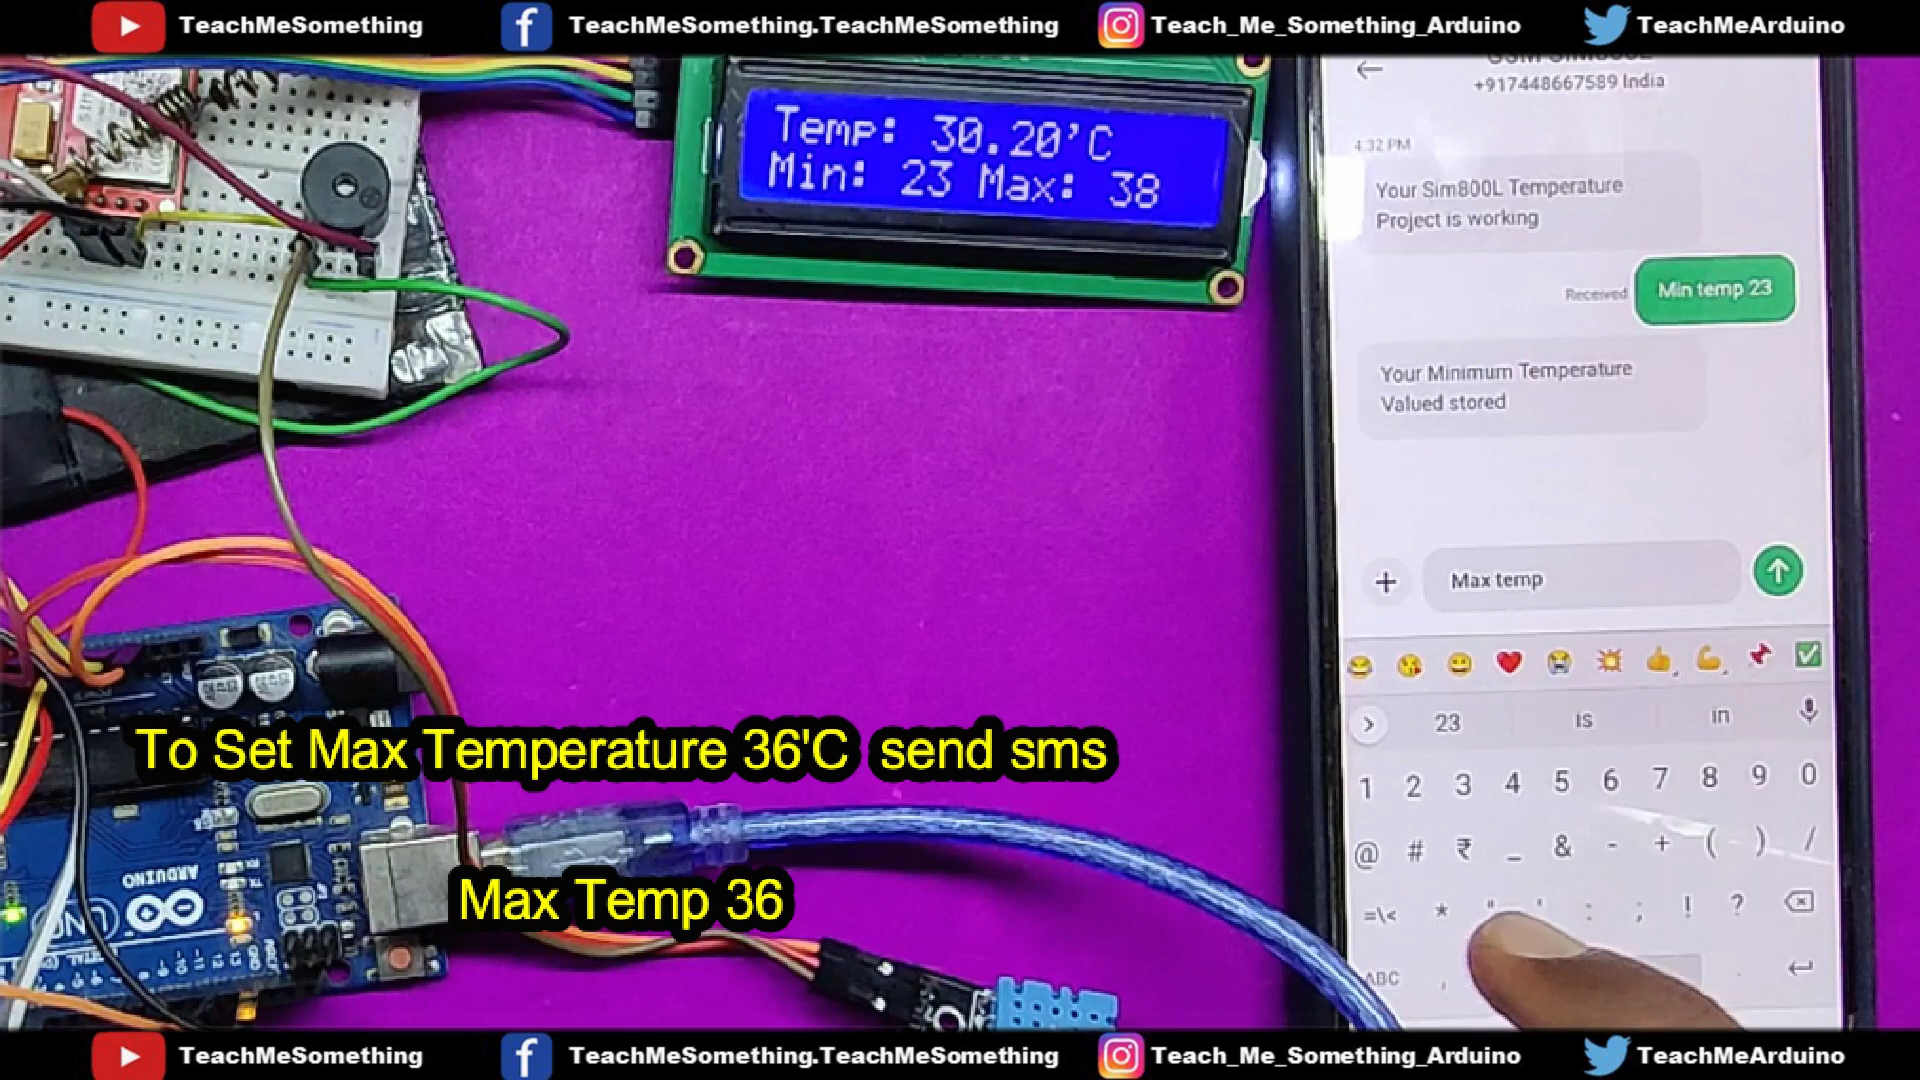 TeachMeSomething
TeachMeSomething.TeachMeSomething
Teach_Me_Something_Arduino
TeachMeArduino
Temp: 30.20'C
Min: 23 Max: 38
+917448667589 India
4:32 PM
Your Sim800L Temperature
Project is working
Received
Min temp 23
Your Minimum Temperature
Valued stored
Max temp
23 is in
1 2 3 4 5 6 7 8 9 0
@ # ₹ _ & - + ( ) /
=\< * " ' : ; ! ?
ABC ,
To Set Max Temperature 36'C send sms
Max Temp 36
ARDUINO
UNO
TeachMeSomething
TeachMeSomething.TeachMeSomething
Teach_Me_Something_Arduino
TeachMeArduino